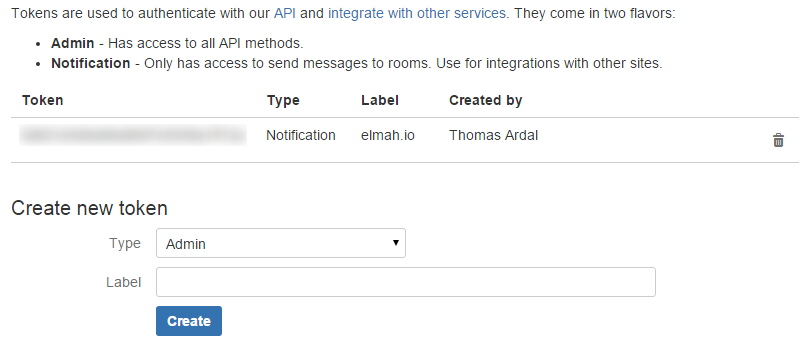 Tokens are used to authenticate with our API and integrate with other services. They come in two flavors:
Admin - Has access to all API methods.
Notification - Only has access to send messages to rooms. Use for integrations with other sites.
Token Type Label Created by
Notification elmah.io Thomas Ardal
Create new token
Type Admin
Label
Create